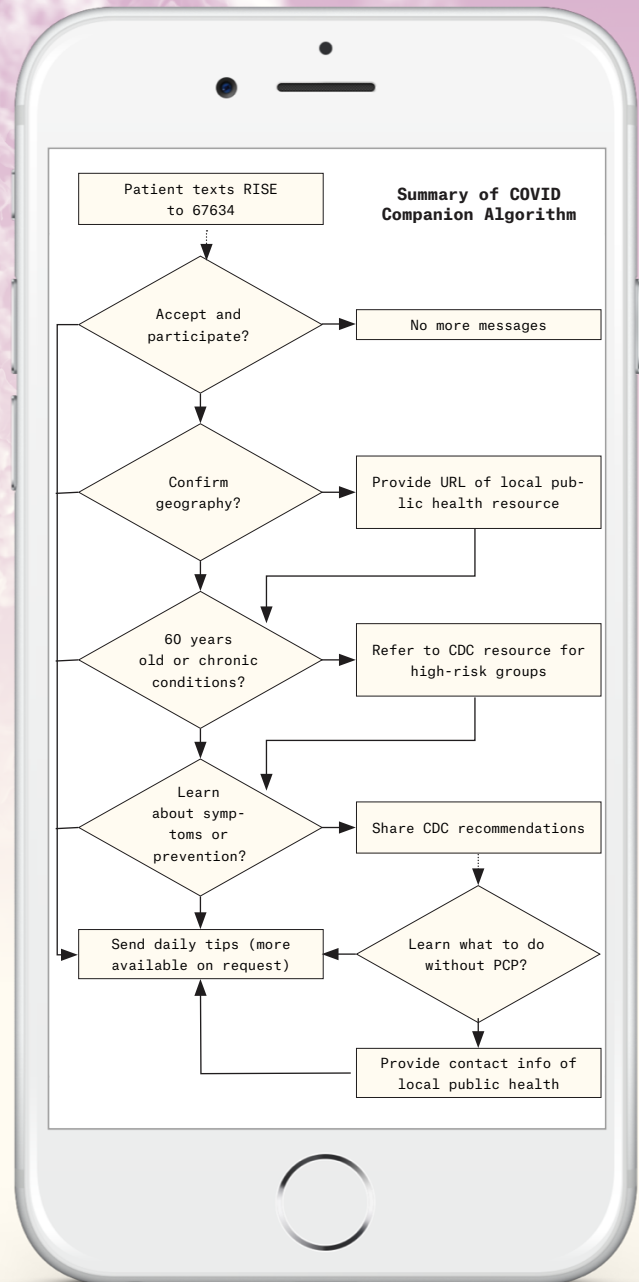 Patient texts RISE
to 67634
Summary of COVID
Companion Algorithm
Accept and
participate?
No more messages
Confirm
geography?
Provide URL of local pub-
lic health resource
60 years
old or chronic
conditions?
Refer to CDC resource for
high-risk groups
Learn
about symp-
toms or
prevention?
Share CDC recommendations
Send daily tips (more
available on request)
Learn what to do
without PCP?
Provide contact info of
local public health